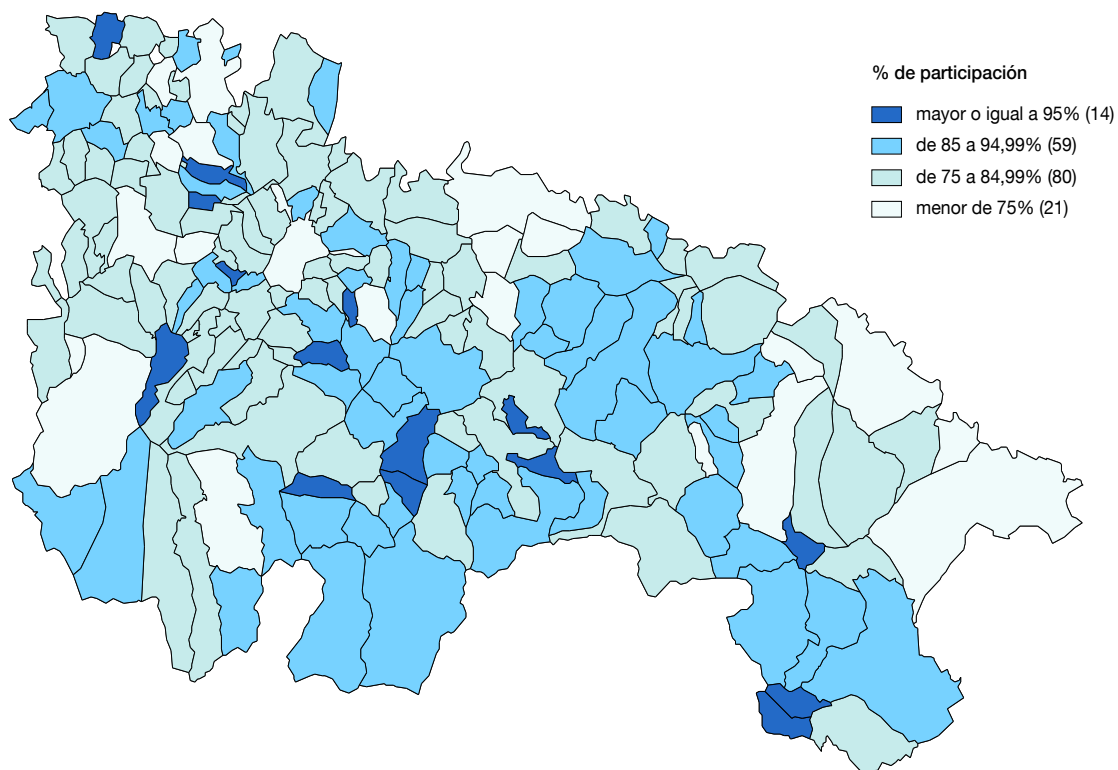 % de participación
mayor o igual a 95% (14)
de 85 a 94,99% (59)
de 75 a 84,99% (80)
menor de 75% (21)